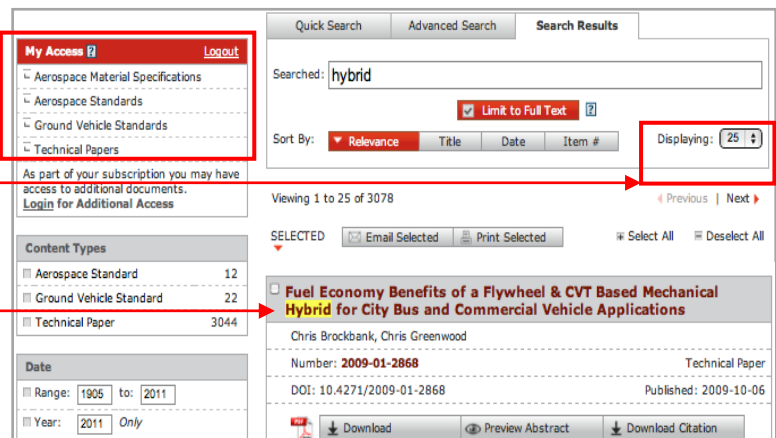 Quick Search Advanced Search Search Results
My Access ? Logout
Aerospace Material Specifications
Aerospace Standards
Ground Vehicle Standards
Technical Papers
As part of your subscription you may have
access to additional documents.
Login for Additional Access
Content Types
Aerospace Standard 12
Ground Vehicle Standard 22
Technical Paper 3044
Date
Range: 1905 to: 2011
Year: 2011 Only
Searched: hybrid
Limit to Full Text ?
Sort By: Relevance Title Date Item # Displaying: 25
Viewing 1 to 25 of 3078 Previous | Next
SELECTED Email Selected Print Selected Select All Deselect All
Fuel Economy Benefits of a Flywheel & CVT Based Mechanical
Hybrid for City Bus and Commercial Vehicle Applications
Chris Brockbank, Chris Greenwood
Number: 2009-01-2868 Technical Paper
DOI: 10.4271/2009-01-2868 Published: 2009-10-06
PDF Download Preview Abstract Download Citation